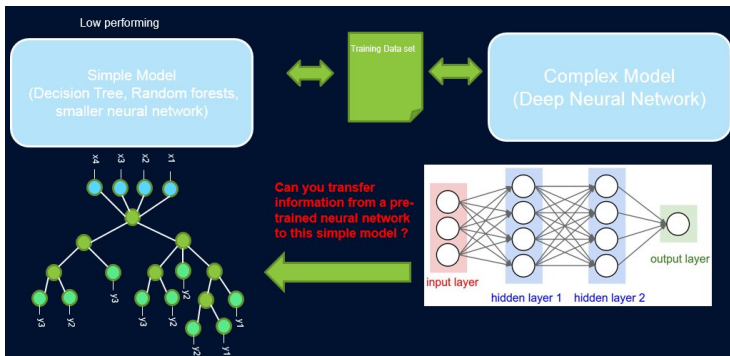 Low performing
Simple Model
(Decision Tree, Random forests,
smaller neural network)
Training Data set
Complex Model
(Deep Neural Network)
x4
x3
x2
x1
Can you transfer
information from a pre-
trained neural network
to this simple model ?
y3
y2
y3
y2
y2
y2
y1
y1
input layer
hidden layer 1
hidden layer 2
output layer